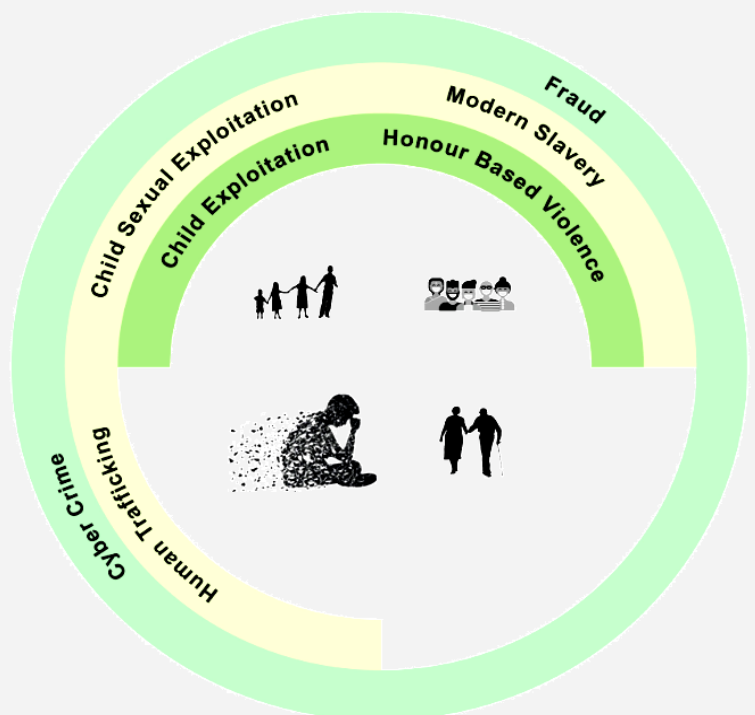 Fraud
Modern Slavery
Child Sexual Exploitation
Honour Based Violence
Child Exploitation
Human Trafficking
Cyber Crime